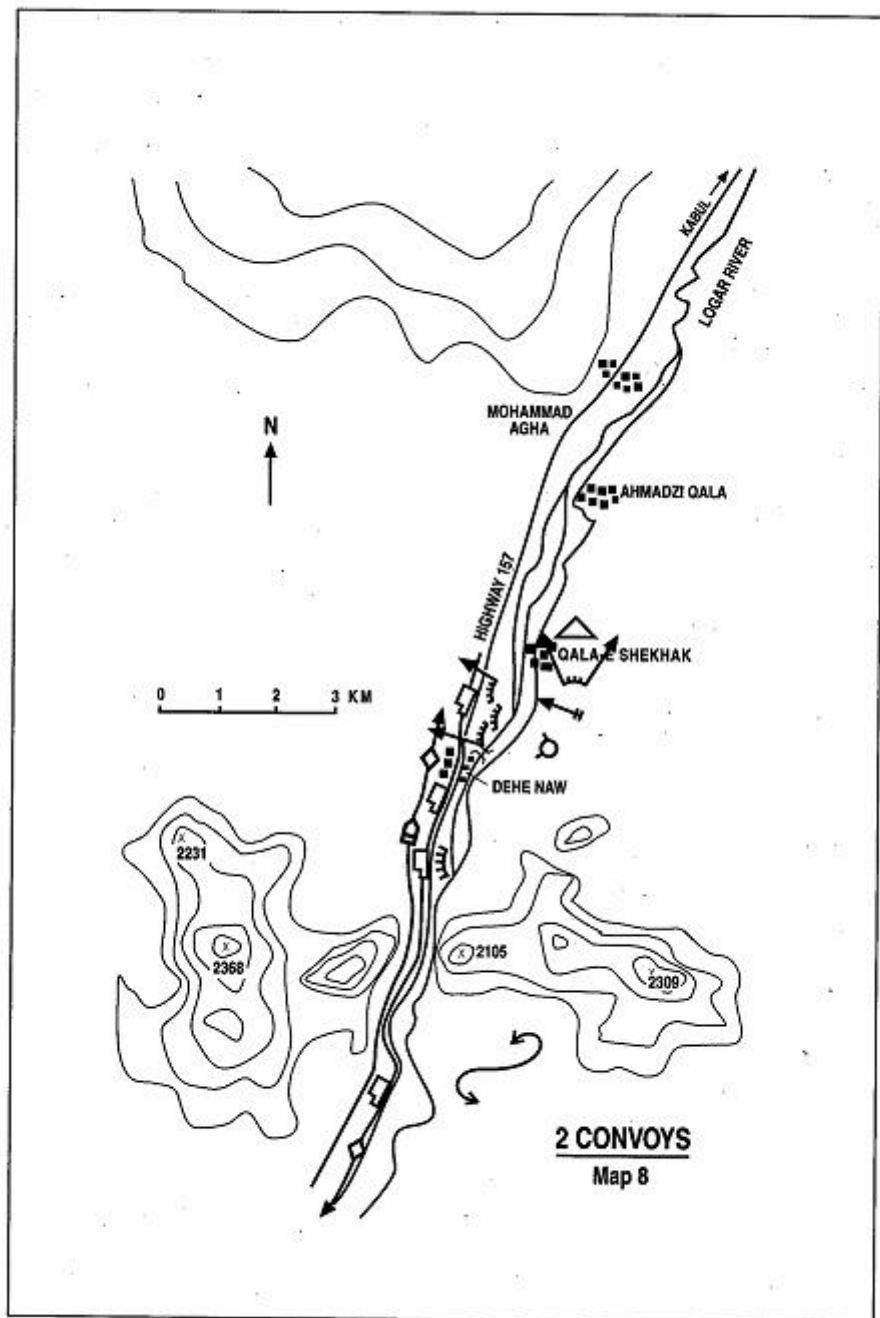 KABUL
LOGAR RIVER
MOHAMMAD
AGHA
N
AHMADZI QALA
HIGHWAY 157
QALA-E SHEKHAK
0 1 2 3 KM
DEHE NAW
2231
2105
2368
2309
2 CONVOYS
Map 8